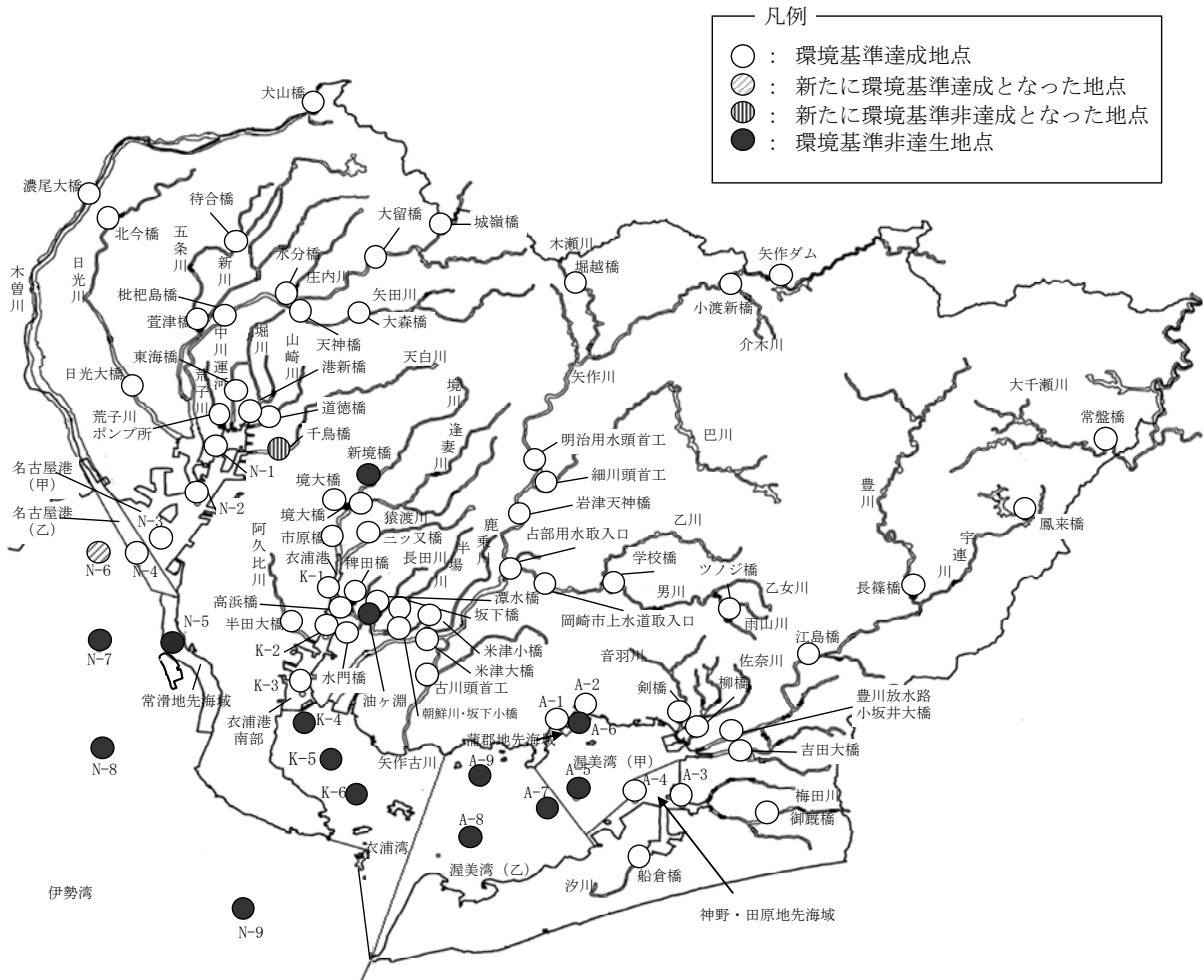 凡例
○ : 環境基準達成地点
: 新たに環境基準達成となった地点
: 新たに環境基準非達成となった地点
● : 環境基準非達生地点
犬山橋
濃尾大橋
北今橋
待合橋
五条川
新川
水分橋
庄内川
大留橋
城嶺橋
木瀬川
堀越橋
矢作ダム
小渡新橋
介木川
木曽川
日光川
枇杷島橋
萱津橋
矢田川
大森橋
天神橋
中川運河
堀川
山崎川
東海橋
港新橋
天白川
日光大橋
荒子川
荒子川
ポンプ所
道徳橋
千鳥橋
矢作川
大千瀬川
常盤橋
境川
逢妻川
巴川
新境橋
明治用水頭首工
細川頭首工
名古屋港
(甲)
N-1
N-2
名古屋港
(乙)
N-3
N-4
N-6
境大橋
境大橋
猿渡川
市原橋
二ッ又橋
岩津天神橋
豊川
鳳来橋
宇連川
阿久比川
衣浦港
K-1
稗田橋
長田川
半場川
鹿乗川
占部用水取入口
乙川
学校橋
ツノジ橋
乙女川
男川
長篠橋
高浜橋
潭水橋
坂下橋
岡崎市上水道取入口
雨山川
半田大橋
K-2
N-5
N-7
米津小橋
江島橋
水門橋
油ヶ淵
米津大橋
音羽川
佐奈川
K-3
古川頭首工
剣橋
柳橋
常滑地先海域
衣浦港
南部
朝鮮川・坂下小橋
A-1
A-2
豊川放水路
小坂井大橋
K-4
蒲郡地先海域
A-6
吉田大橋
N-8
K-5
矢作古川
A-9
渥美湾(甲)
A-5
A-4
A-3
K-6
A-7
梅田川
御厩橋
A-8
衣浦湾
渥美湾(乙)
船倉橋
汐川
伊勢湾
神野・田原地先海域
N-9